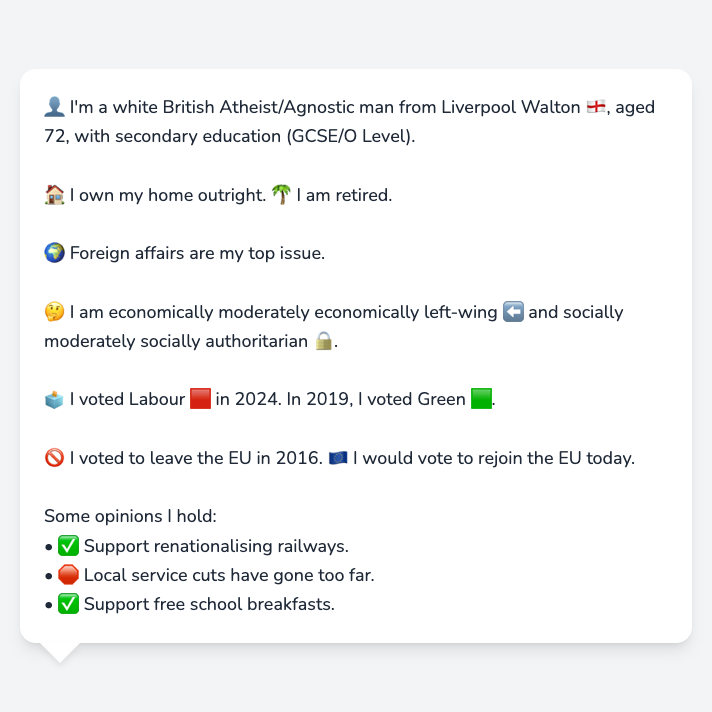 👤 I'm a white British Atheist/Agnostic man from Liverpool Walton 🏴󠁧󠁢󠁥󠁮󠁧󠁿, aged
72, with secondary education (GCSE/O Level).
🏠 I own my home outright. 🌴 I am retired.
🌍 Foreign affairs are my top issue.
🤔 I am economically moderately economically left-wing ⬅️ and socially
moderately socially authoritarian 🔒.
🗳️ I voted Labour 🟥 in 2024. In 2019, I voted Green 🟩.
🚫 I voted to leave the EU in 2016. 🇪🇺 I would vote to rejoin the EU today.
Some opinions I hold:
• ✅ Support renationalising railways.
• 🛑 Local service cuts have gone too far.
• ✅ Support free school breakfasts.